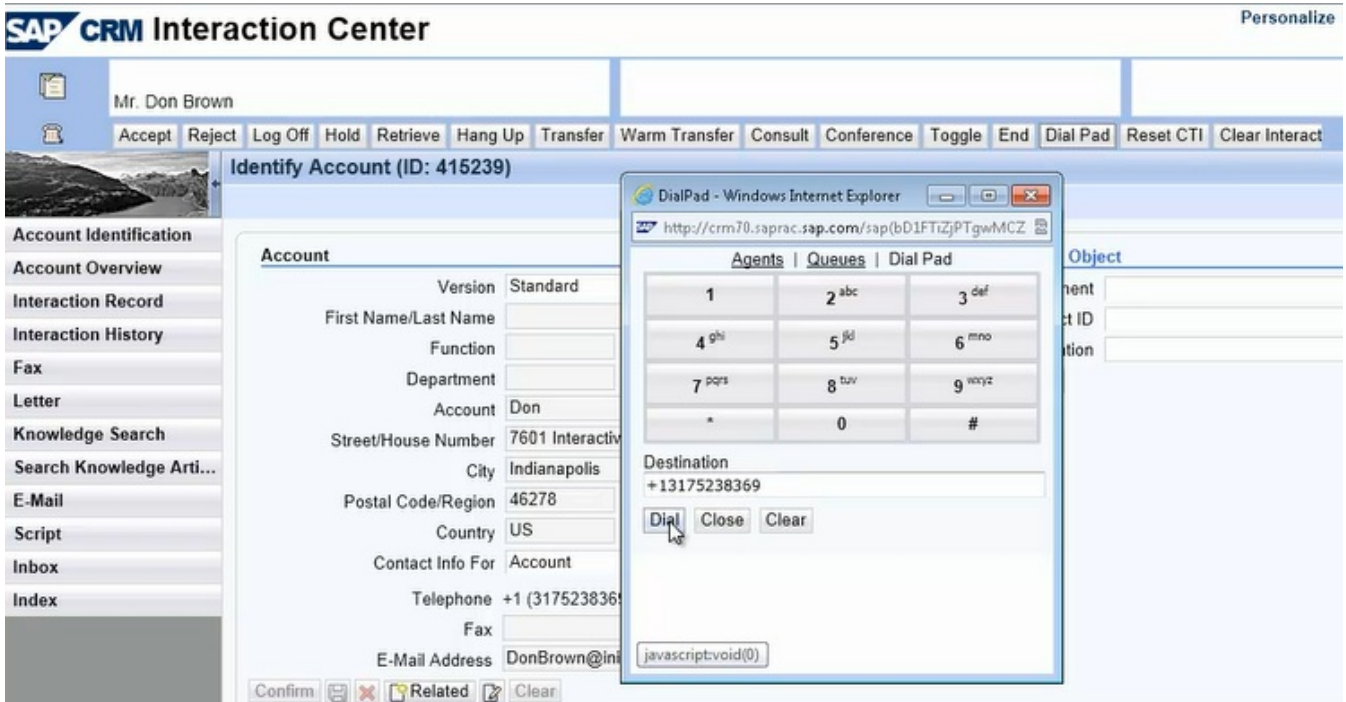 SAP CRM Interaction Center
Personalize
Mr. Don Brown
Accept Reject Log Off Hold Retrieve Hang Up Transfer Warm Transfer Consult Conference Toggle End Dial Pad Reset CTI Clear Interact
Identify Account (ID: 415239)
DialPad - Windows Internet Explorer
http://crm70.saprac.sap.com/sap(bD1FTiZjPTgwMCZ
Agents | Queues | Dial Pad
Account Identification
Account Overview
Interaction Record
Interaction History
Fax
Letter
Knowledge Search
Search Knowledge Arti...
E-Mail
Script
Inbox
Index
Account
Version Standard
First Name/Last Name
Function
Department
Account Don
Street/House Number 7601 Interactiv
City Indianapolis
Postal Code/Region 46278
Country US
Contact Info For Account
Telephone +1 (317523836
Fax
E-Mail Address DonBrown@ini
Confirm Related Clear
1 2 abc 3 def
4 ghi 5 jkl 6 mno
7 pqrs 8 tuv 9 wxyz
* 0 #
Destination
+13175238369
Dial Close Clear
javascript:void(0)
Object
nent
ct ID
ation